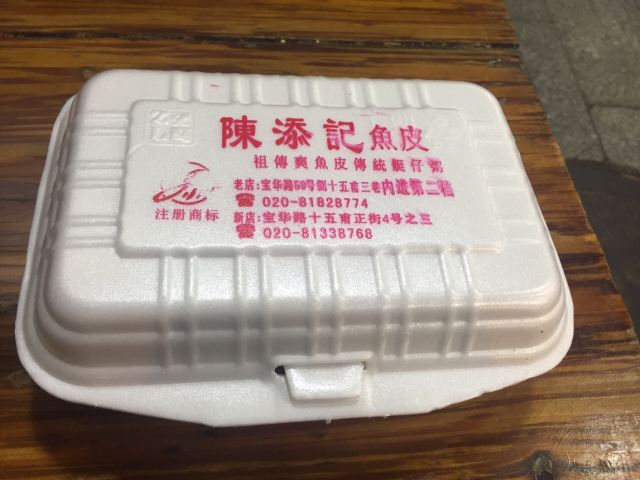 陳添記魚皮
祖傳爽魚皮傳統艇仔粥
老店:宝华路59号侧十五甫三巷内进第二档
☎ 020-81828774
新店:宝华路十五甫正街4号之三
☎ 020-81338768
注册商标